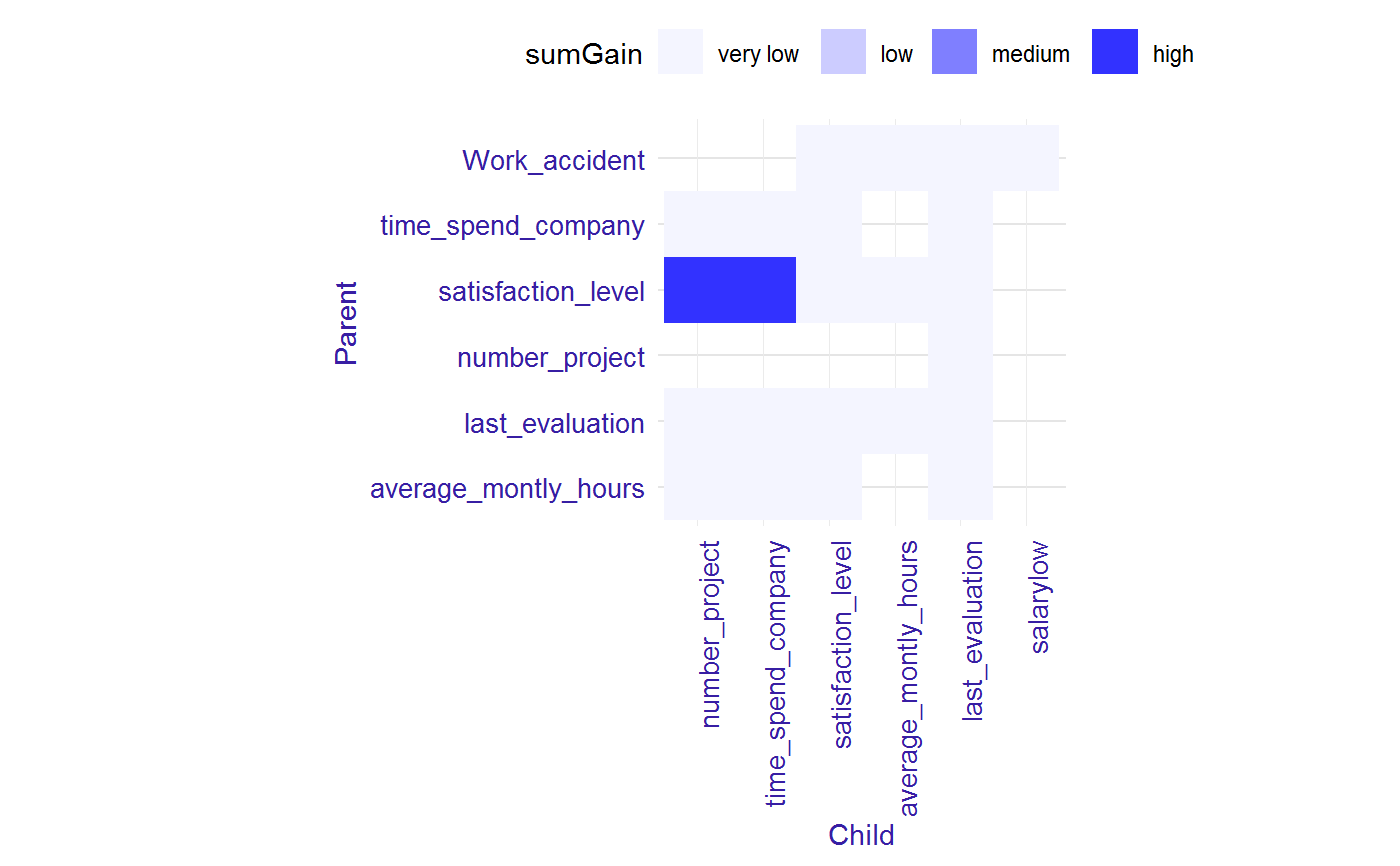 sumGain very low low medium high
Work_accident
time_spend_company
satisfaction_level
number_project
last_evaluation
average_montly_hours
Parent
number_project
time_spend_company
satisfaction_level
average_montly_hours
last_evaluation
salarylow
Child